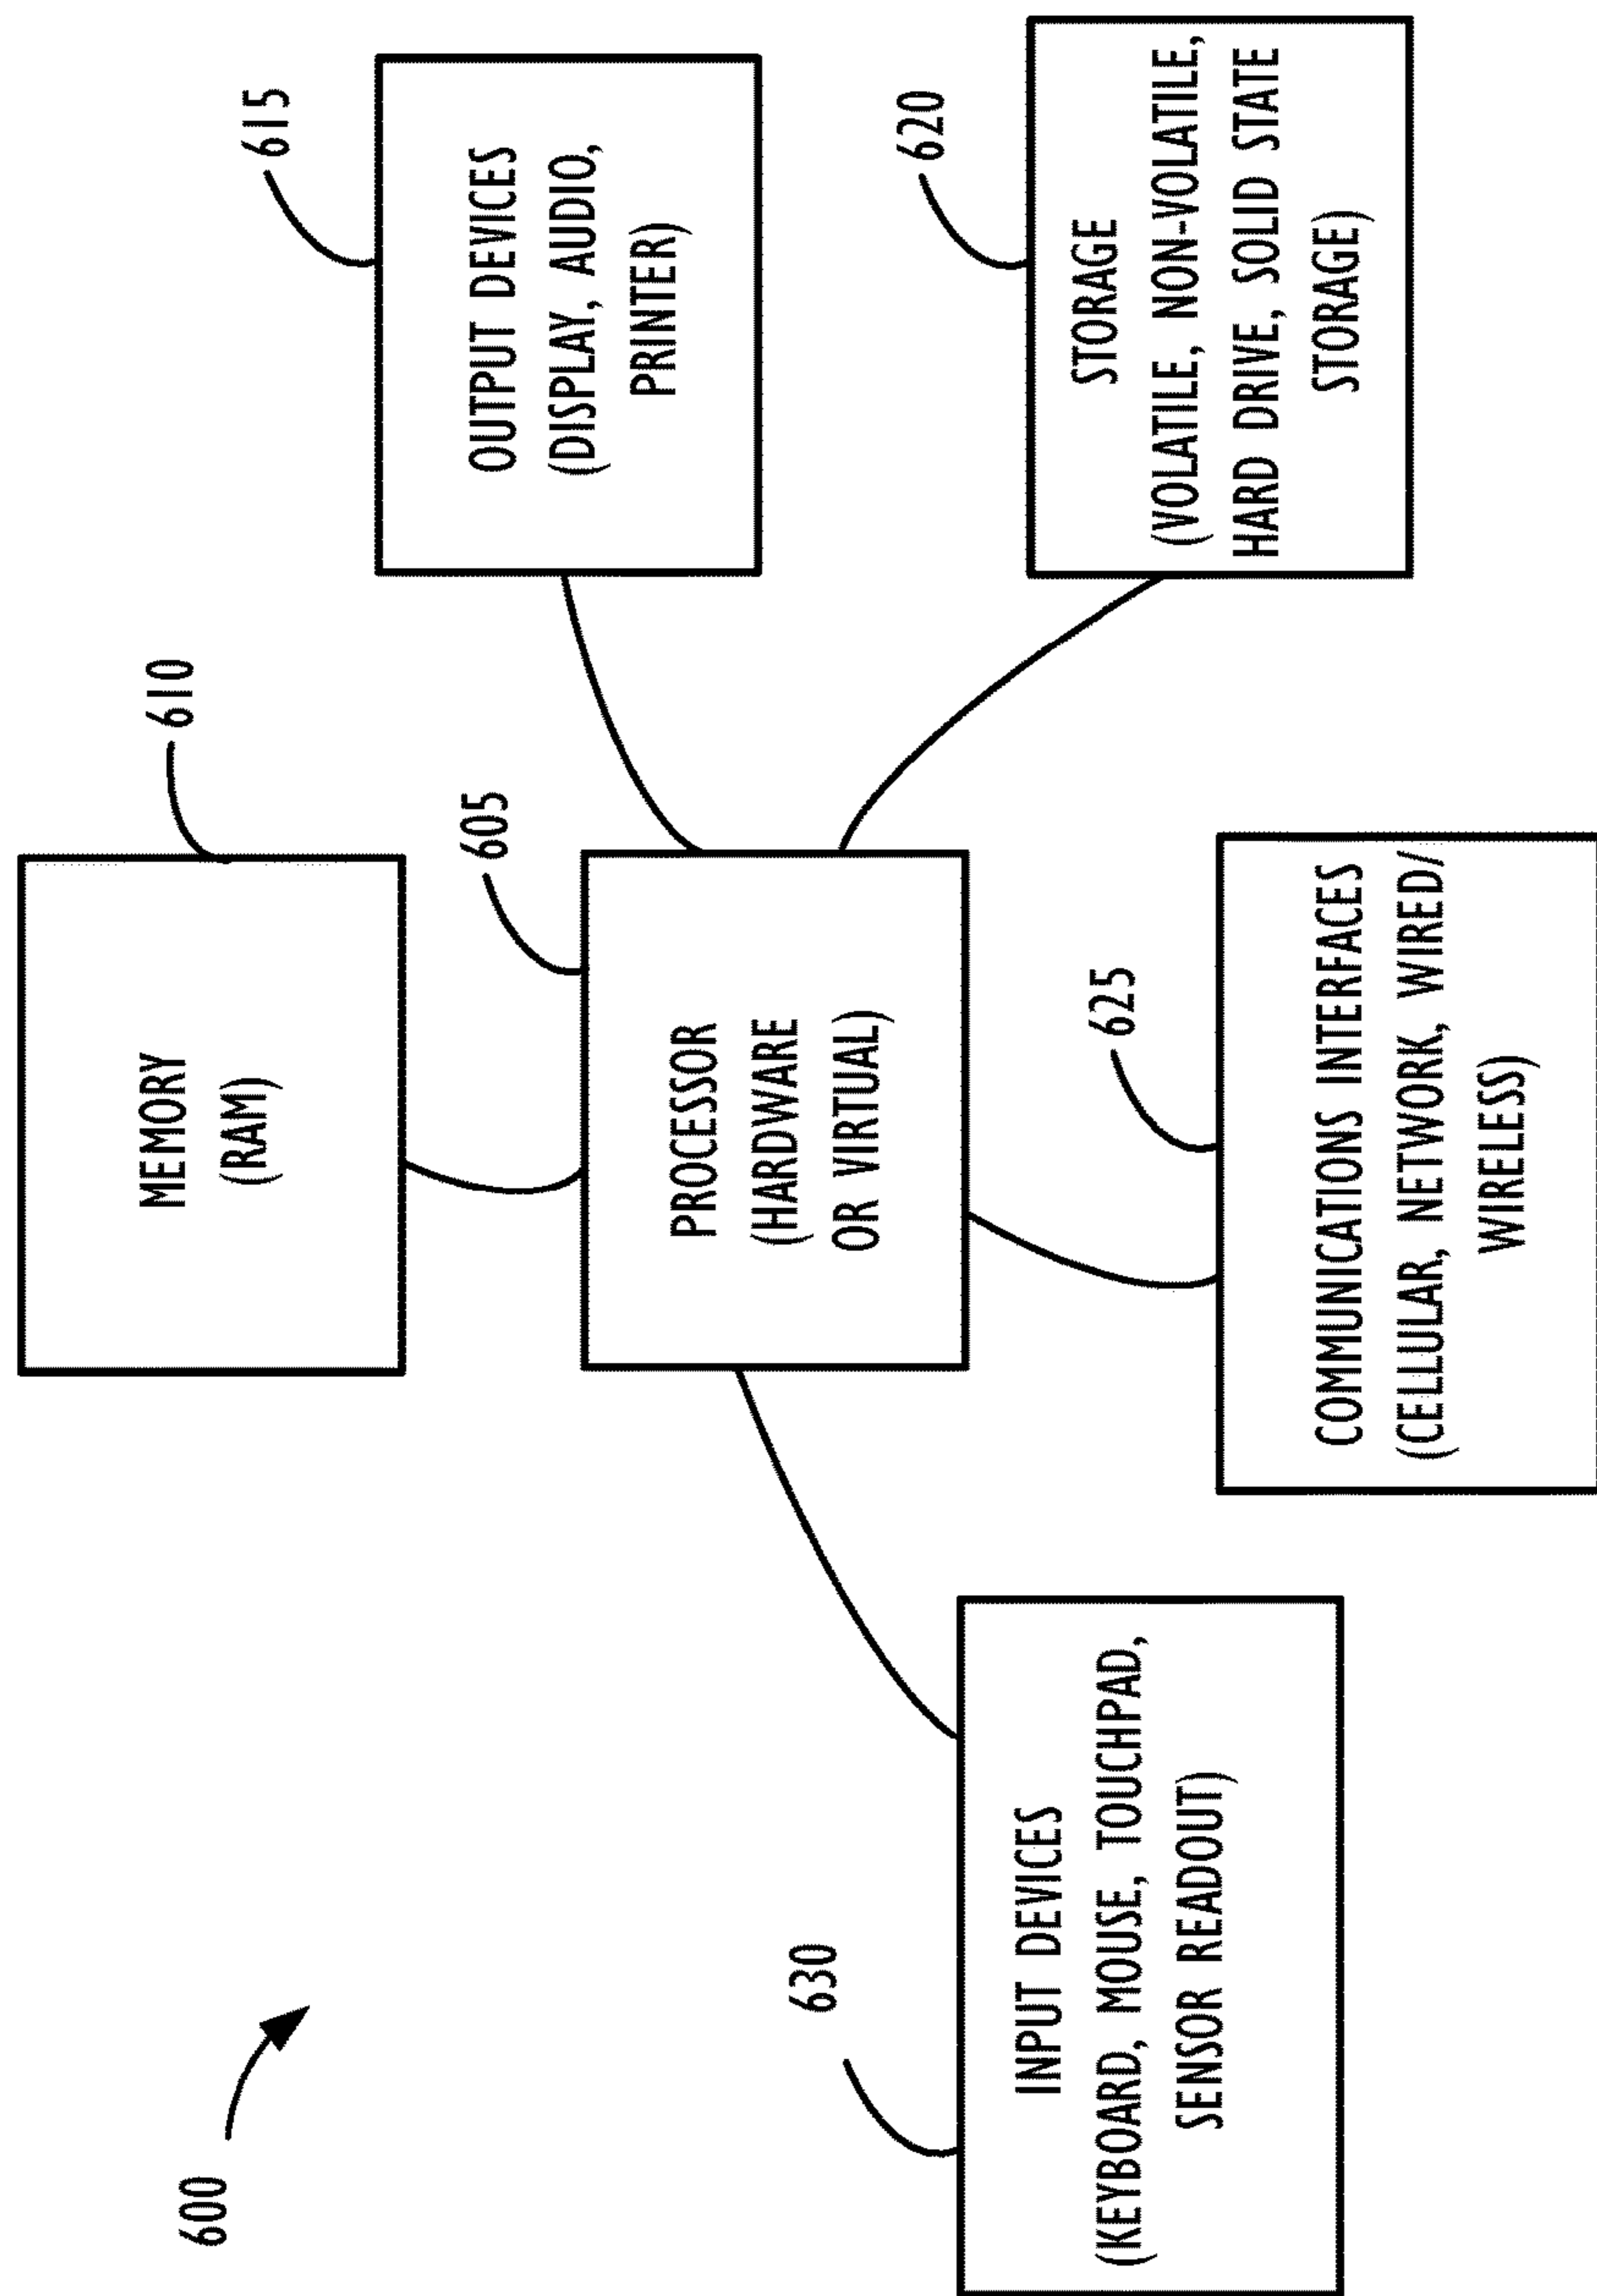 600
610
MEMORY
(RAM)
615
OUTPUT DEVICES
(DISPLAY, AUDIO,
PRINTER)
605
PROCESSOR
(HARDWARE
OR VIRTUAL)
620
STORAGE
(VOLATILE, NON-VOLATILE,
HARD DRIVE, SOLID STATE
STORAGE)
630
INPUT DEVICES
(KEYBOARD, MOUSE, TOUCHPAD,
SENSOR READOUT)
625
COMMUNICATIONS INTERFACES
(CELLULAR, NETWORK, WIRED/
WIRELESS)